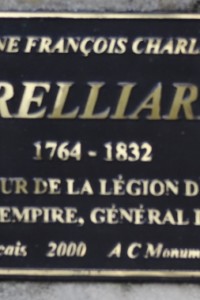 NE FRANÇOIS CHARL
RELLIAR
1764 - 1832
UR DE LA LÉGION D
EMPIRE, GÉNÉRAL
çais 2000 A C Monum